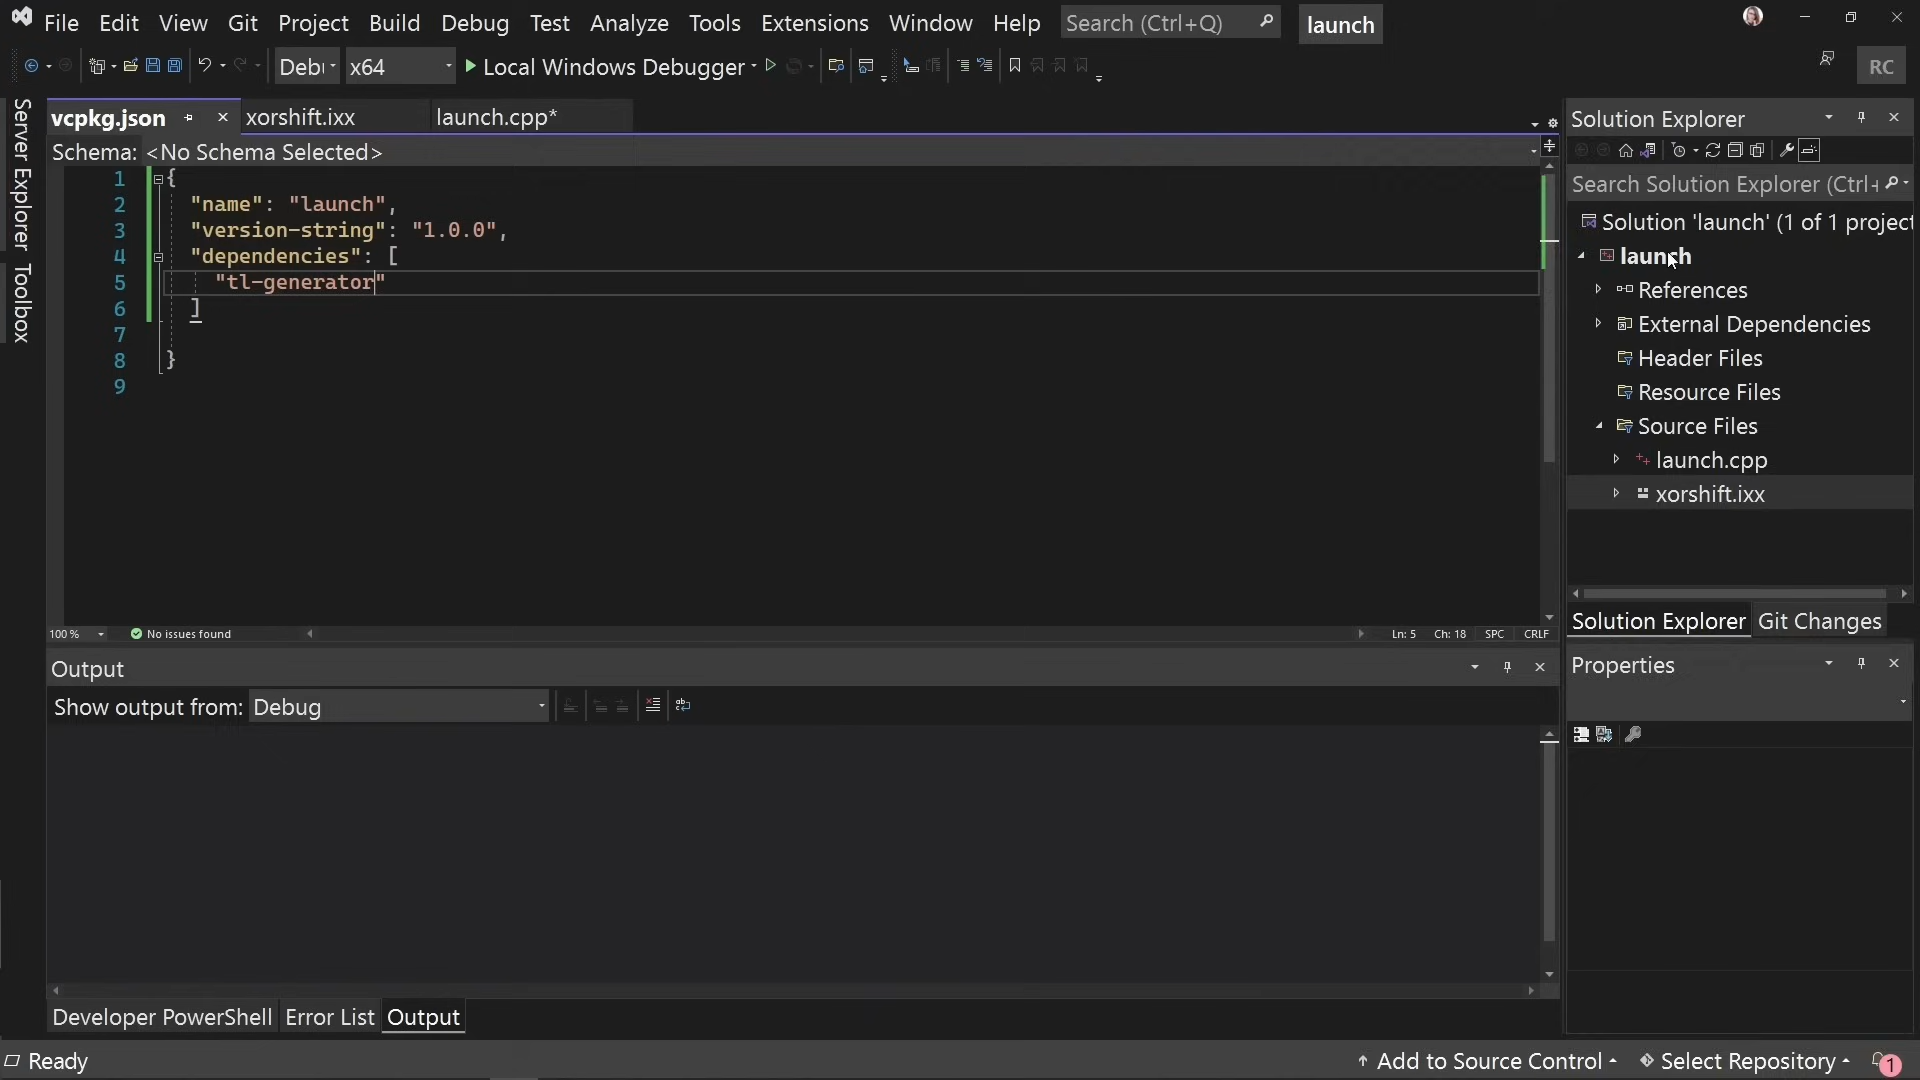 File Edit View Git Project Build Debug Test Analyze Tools Extensions Window Help Search (Ctrl+Q) launch
x64 Local Windows Debugger RC
Server Explorer
Toolbox
vcpkg.json xorshift.ixx launch.cpp*
Schema: <No Schema Selected>
1 {
2 "name": "launch",
3 "version-string": "1.0.0",
4 "dependencies": [
5 "tl-generator"
6 ]
7
8 }
9
100 % No issues found Ln: 5 Ch: 18 SPC CRLF
Output
Show output from: Debug
Developer PowerShell Error List Output
Solution Explorer
Search Solution Explorer (Ctrl+
Solution 'launch' (1 of 1 project
launch
References
External Dependencies
Header Files
Resource Files
Source Files
launch.cpp
xorshift.ixx
Solution Explorer Git Changes
Properties
Ready Add to Source Control Select Repository 1